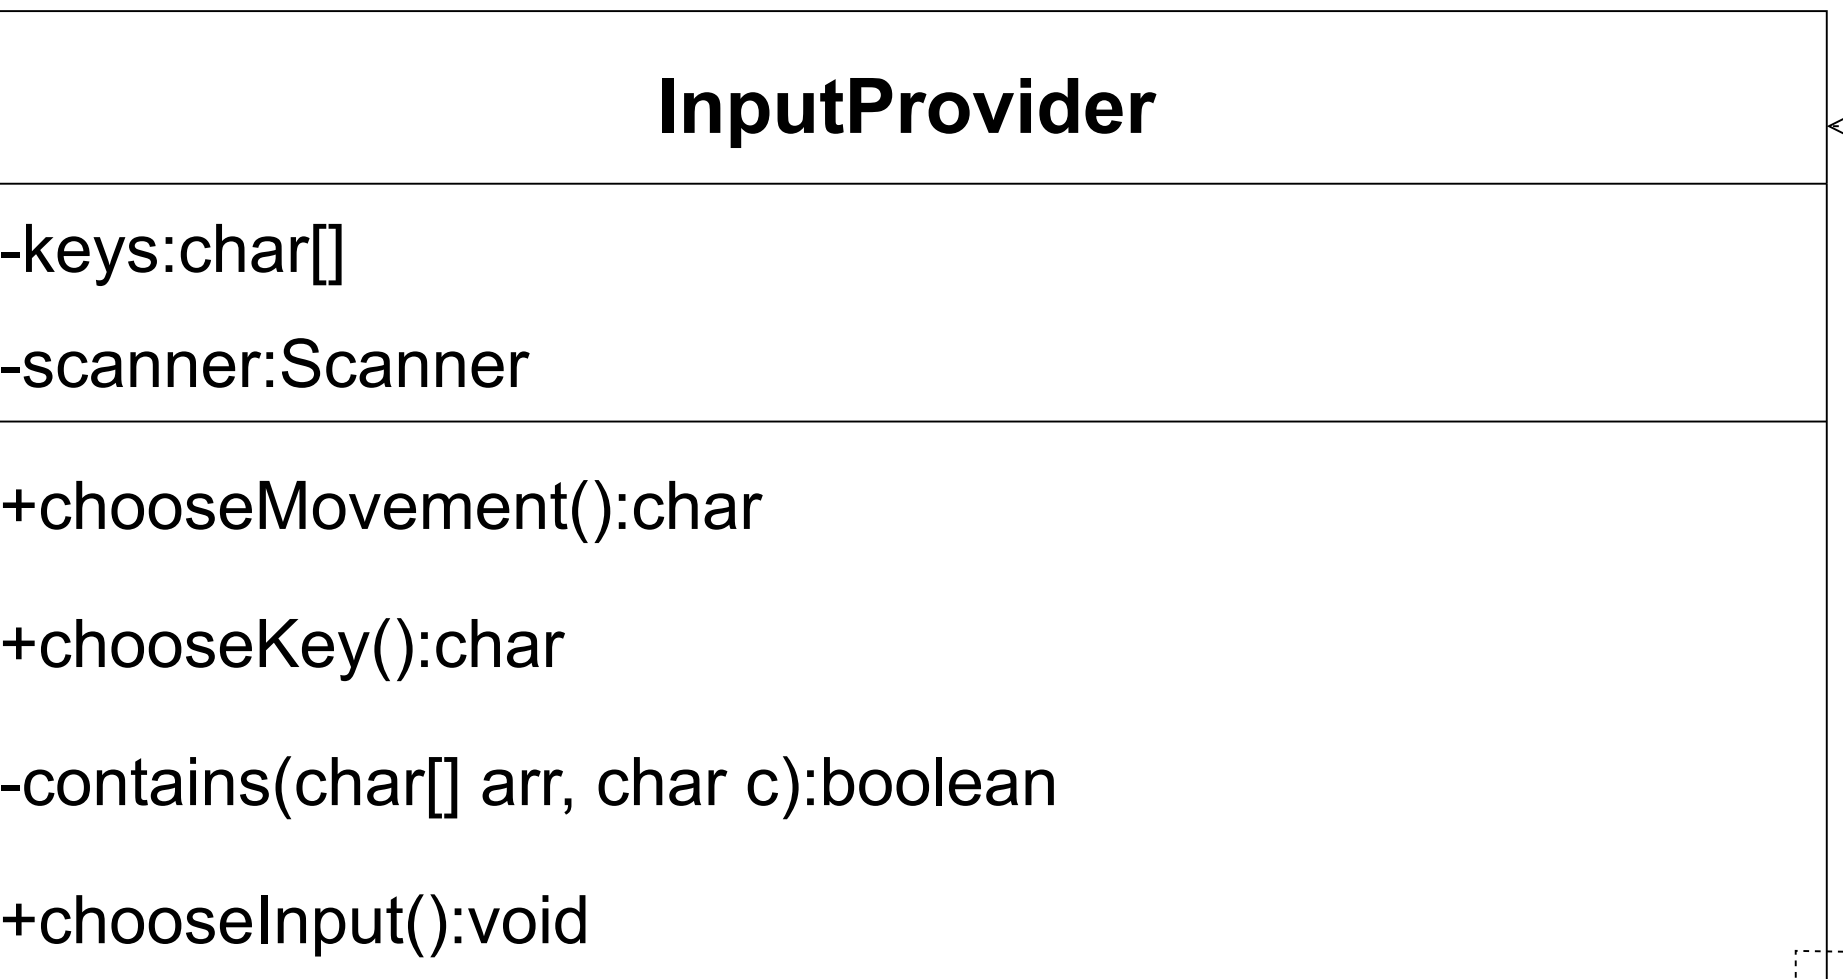 InputProvider
-keys:char[]
-scanner:Scanner
+chooseMovement():char
+chooseKey():char
-contains(char[] arr, char c):boolean
+chooseInput():void